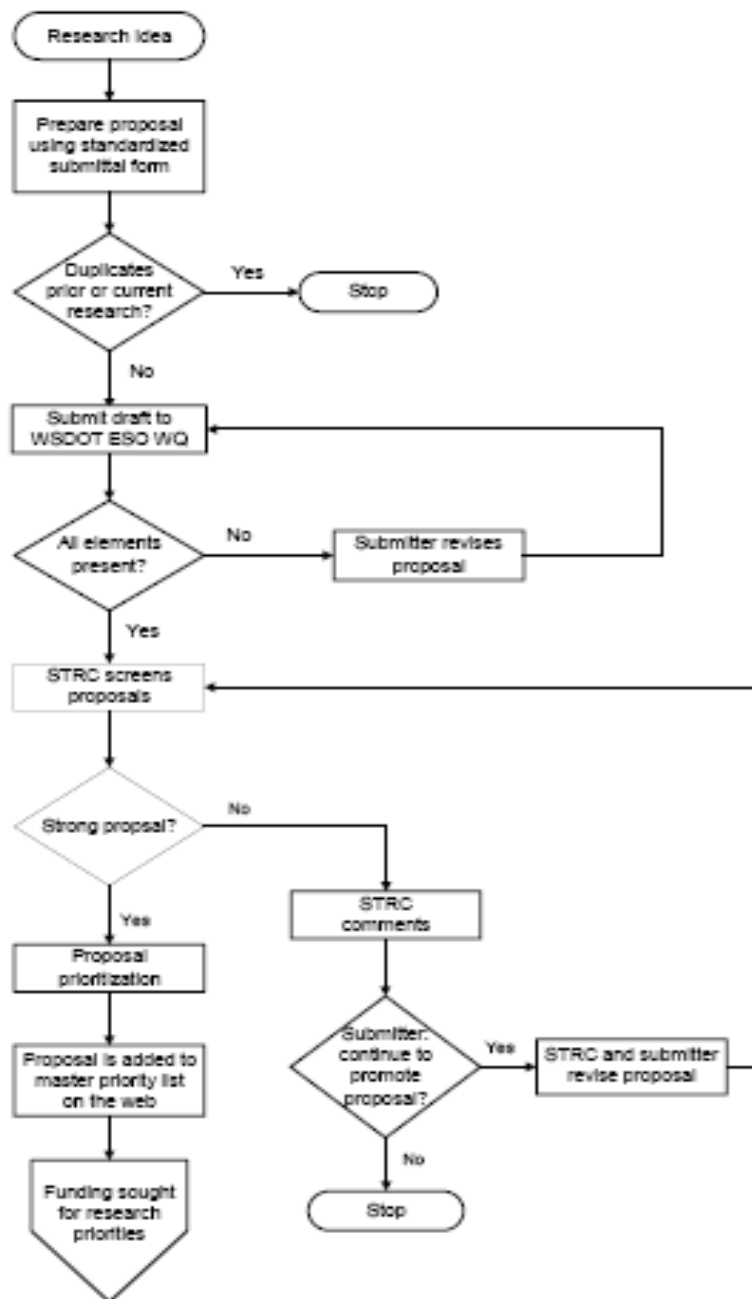 Research Idea
Prepare proposal
using standardized
submittal form
Duplicates
prior or current
research?
Yes
Stop
No
Submit draft to
WSDOT ESO WQ
All elements
present?
No
Submitter revises
proposal
Yes
STRC screens
proposals
Strong propsal?
No
STRC
comments
Yes
Proposal
prioritization
Submitter:
continue to
promote
proposal?
Yes
STRC and submitter
revise proposal
Proposal is added to
master priority list
on the web
No
Funding sought
for research
priorities
Stop